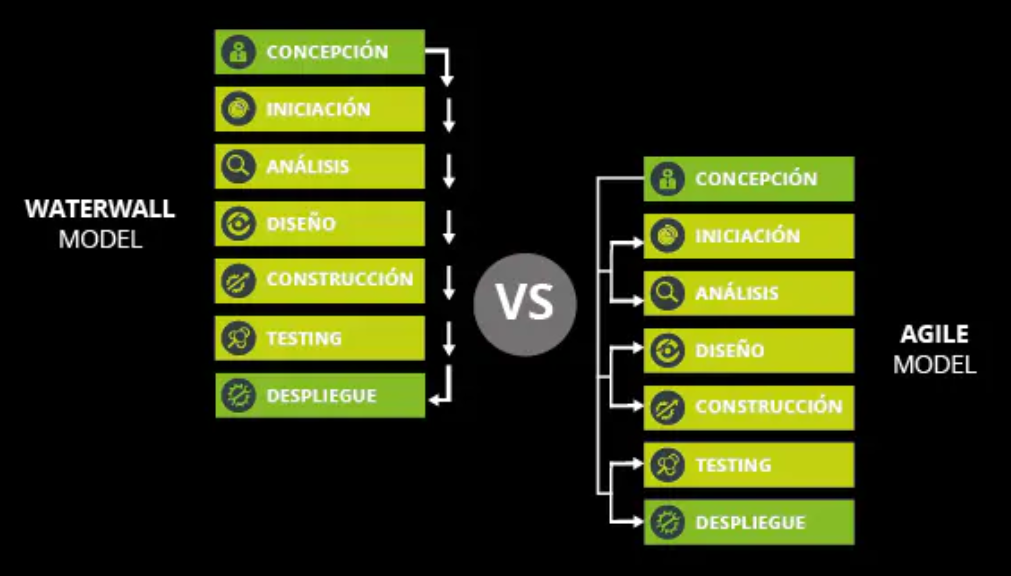 WATERWALL
MODEL
CONCEPCIÓN
INICIACIÓN
ANÁLISIS
DISEÑO
CONSTRUCCIÓN
TESTING
DESPLIEGUE
VS
CONCEPCIÓN
INICIACIÓN
ANÁLISIS
DISEÑO
CONSTRUCCIÓN
TESTING
DESPLIEGUE
AGILE
MODEL